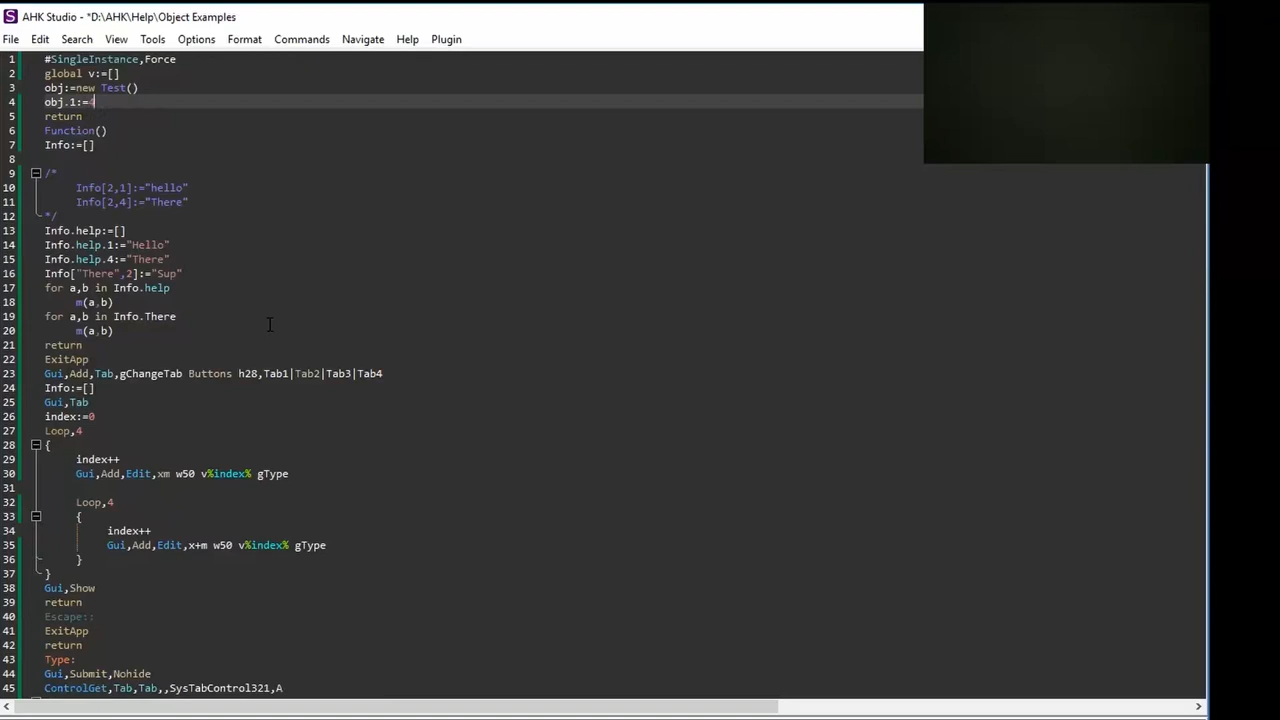 AHK Studio - *D:\AHK\Help\Object Examples
File Edit Search View Tools Options Format Commands Navigate Help Plugin
1 #SingleInstance,Force
2 global v:=[]
3 obj:=new Test()
4 obj.1:=4
5 return
6 Function()
7 Info:=[]
8
9 /*
10 Info[2,1]:="hello"
11 Info[2,4]:="There"
12 */
13 Info.help:=[]
14 Info.help.1:="Hello"
15 Info.help.4:="There"
16 Info["There",2]:="Sup"
17 for a,b in Info.help
18 m(a,b)
19 for a,b in Info.There
20 m(a,b)
21 return
22 ExitApp
23 Gui,Add,Tab,gChangeTab Buttons h28,Tab1|Tab2|Tab3|Tab4
24 Info:=[]
25 Gui,Tab
26 index:=0
27 Loop,4
28 {
29 index++
30 Gui,Add,Edit,xm w50 v%index% gType
31
32 Loop,4
33 {
34 index++
35 Gui,Add,Edit,x+m w50 v%index% gType
36 }
37 }
38 Gui,Show
39 return
40 Escape::
41 ExitApp
42 return
43 Type:
44 Gui,Submit,Nohide
45 ControlGet,Tab,Tab,,SysTabControl321,A